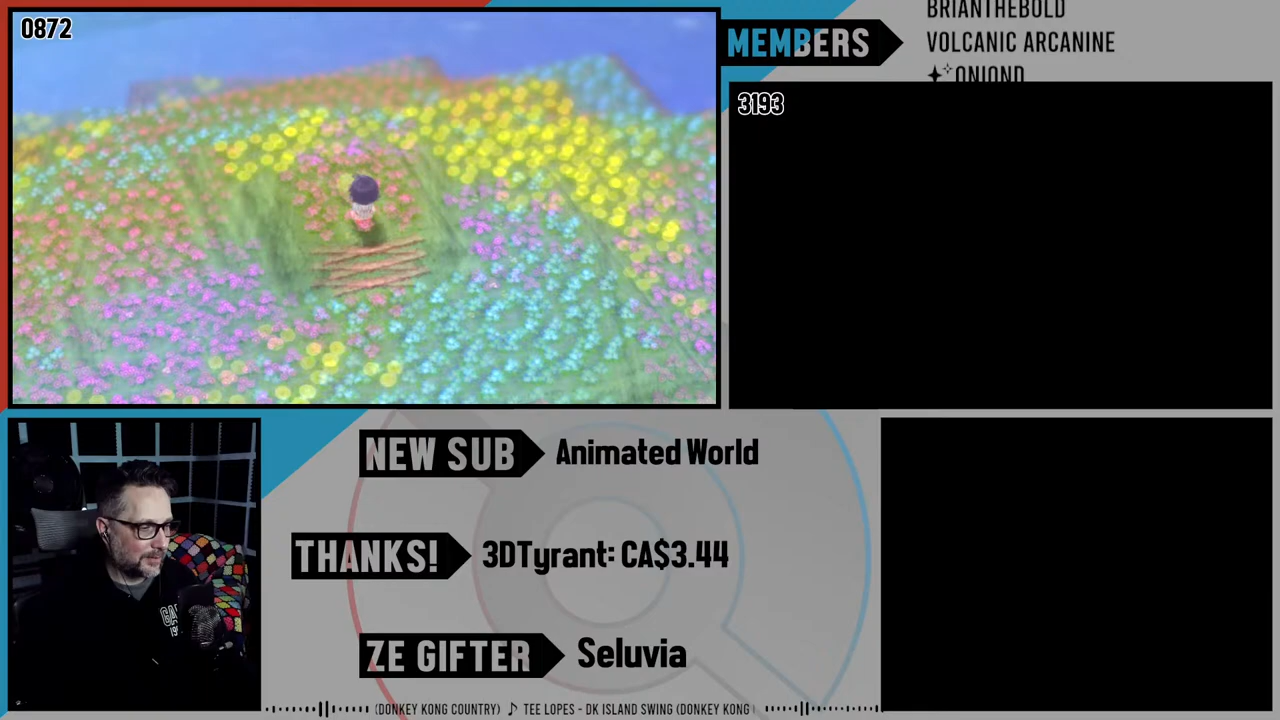 0872
MEMBERS
BRIANTHEBOLD
VOLCANIC ARCANINE
ONIOND
3193
NEW SUB
Animated World
THANKS!
3DTyrant: CA$3.44
ZE GIFTER
Seluvia
(DONKEY KONG COUNTRY) ♪ TEE LOPES - DK ISLAND SWING (DONKEY KONG